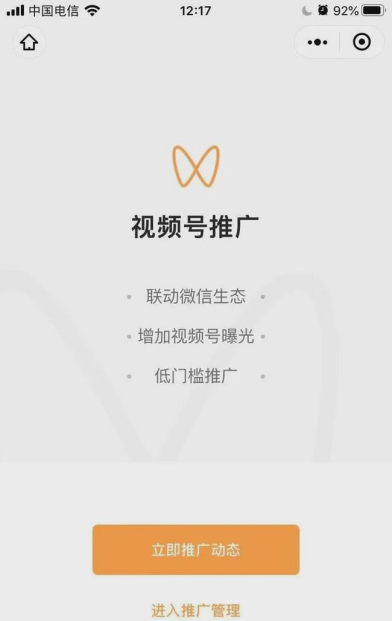 中国电信
12:17
92%
视频号推广
联动微信生态
增加视频号曝光
低门槛推广
立即推广动态
进入推广管理